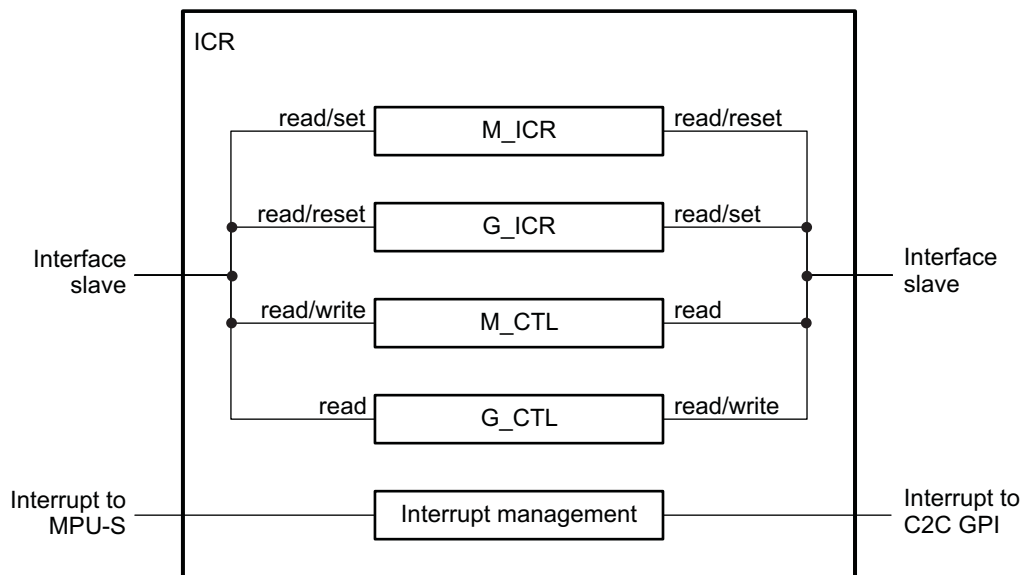 ICR
read/set
M_ICR
read/reset
read/reset
G_ICR
read/set
Interface
slave
Interface
slave
read/write
M_CTL
read
read
G_CTL
read/write
Interrupt to
MPU-S
Interrupt management
Interrupt to
C2C GPI